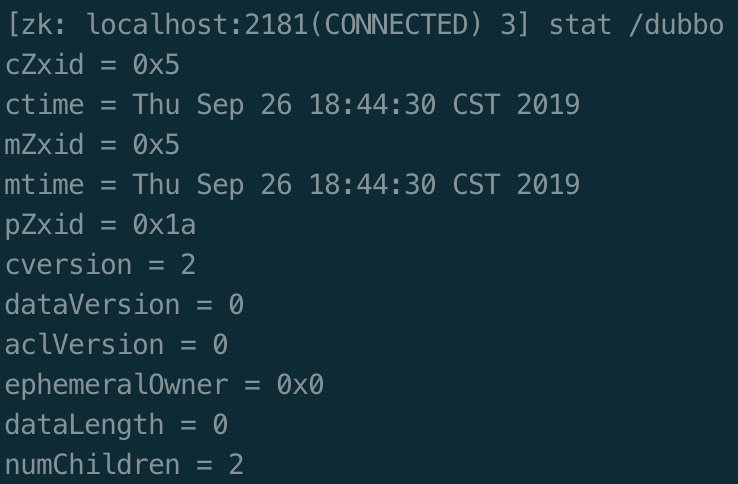 [zk: localhost:2181(CONNECTED) 3] stat /dubbo
cZxid = 0x5
ctime = Thu Sep 26 18:44:30 CST 2019
mZxid = 0x5
mtime = Thu Sep 26 18:44:30 CST 2019
pZxid = 0x1a
cversion = 2
dataVersion = 0
aclVersion = 0
ephemeralOwner = 0x0
dataLength = 0
numChildren = 2